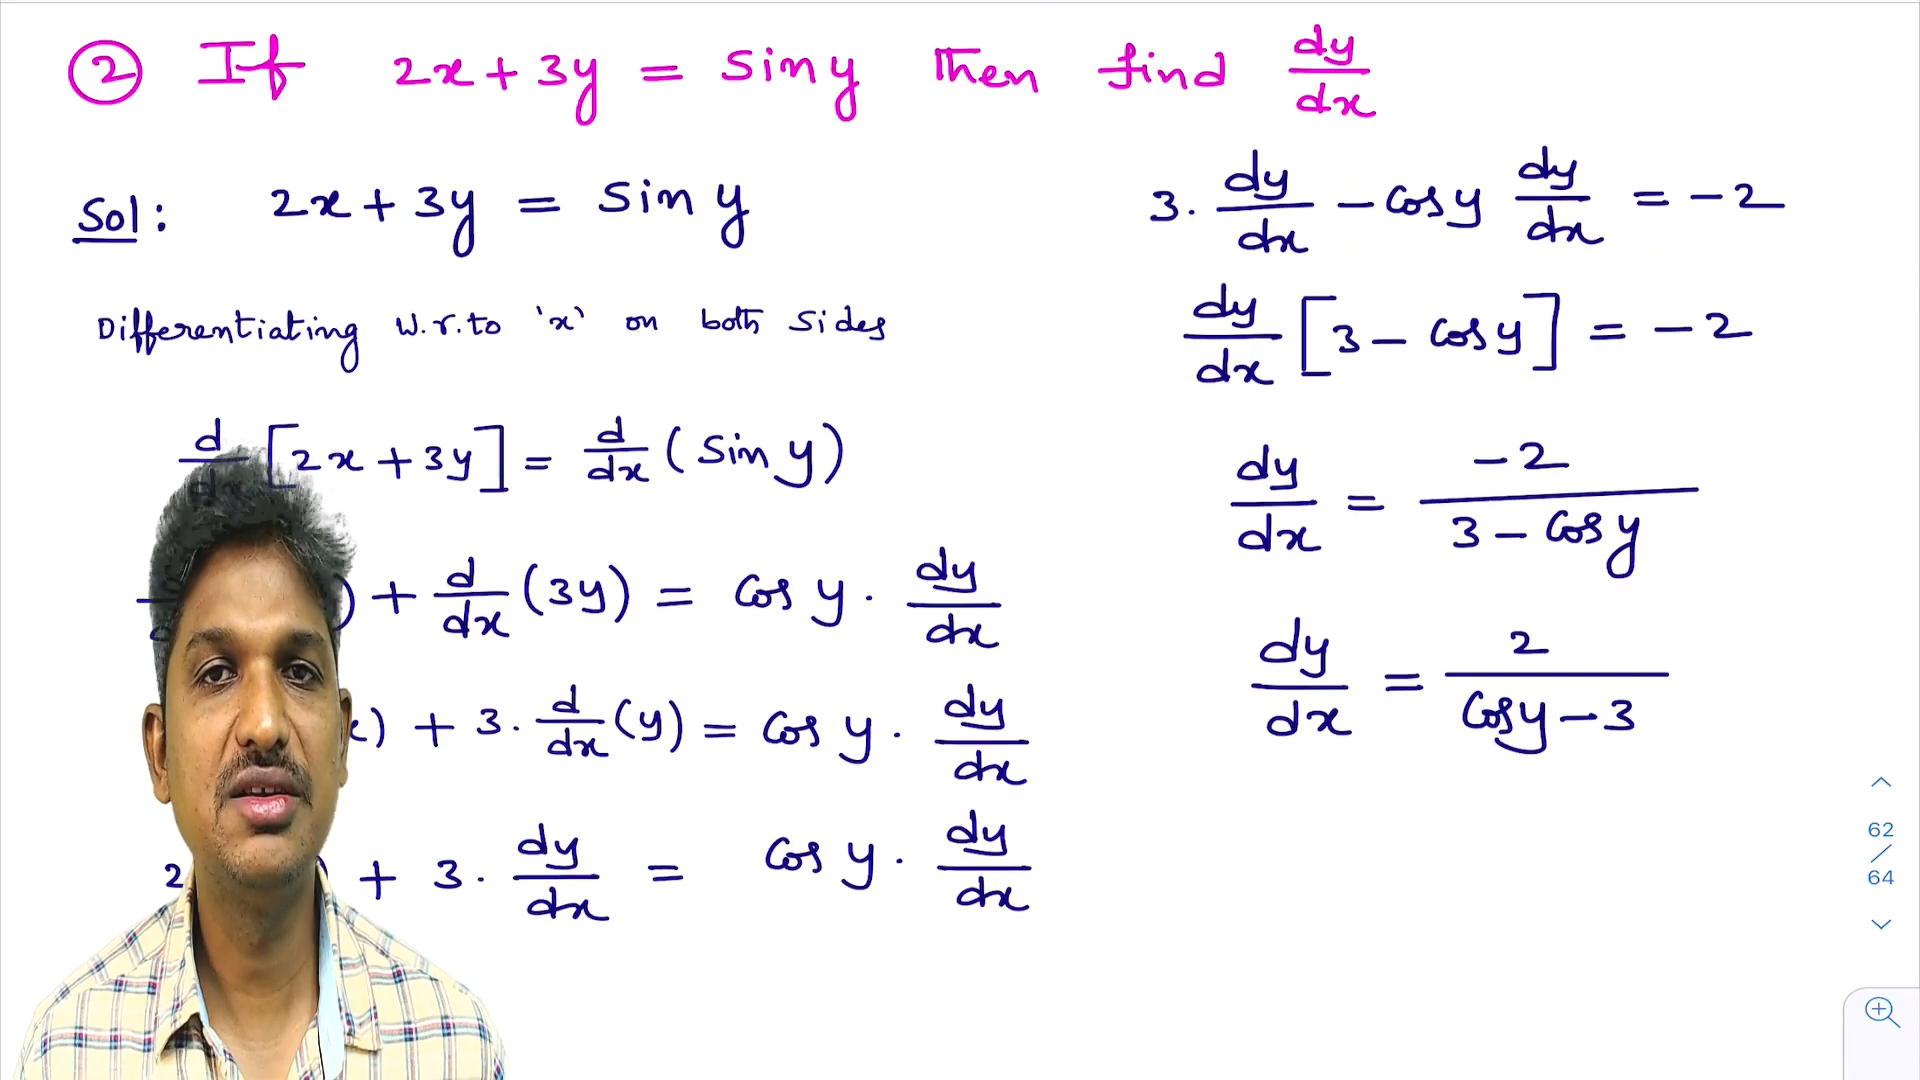 ② If 2x + 3y = sin y Then find dy/dx
Sol: 2x + 3y = sin y
Differentiating w.r.to 'x' on both sides
d/dx [2x + 3y] = d/dx (sin y)
) + d/dx (3y) = cos y . dy/dx
x) + 3. d/dx (y) = cos y . dy/dx
2 ) + 3. dy/dx = cos y . dy/dx
3. dy/dx - cos y dy/dx = -2
dy/dx [3 - cos y] = -2
dy/dx = -2/(3 - cos y)
dy/dx = 2/(cos y - 3)
62
/
64